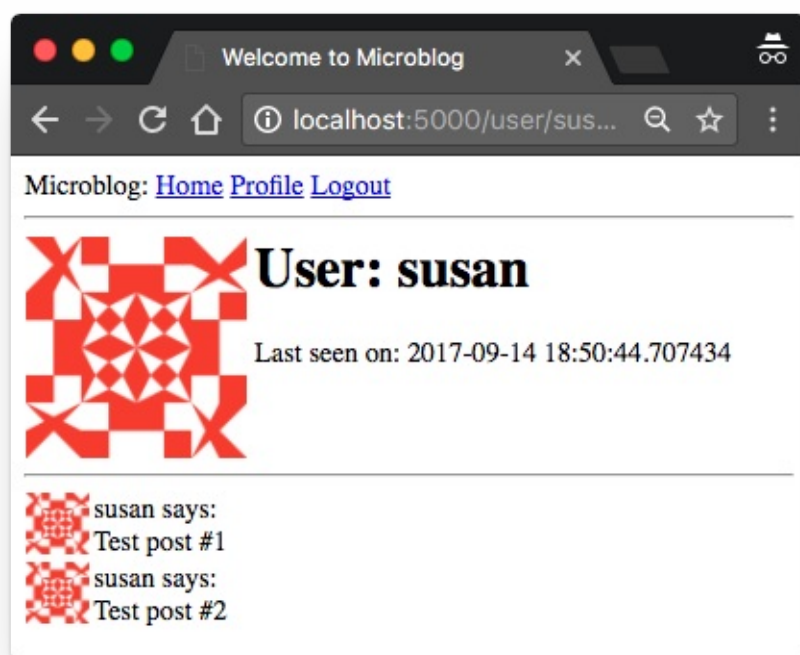 Welcome to Microblog
localhost:5000/user/sus...
Microblog: Home Profile Logout
User: susan
Last seen on: 2017-09-14 18:50:44.707434
susan says:
Test post #1
susan says:
Test post #2